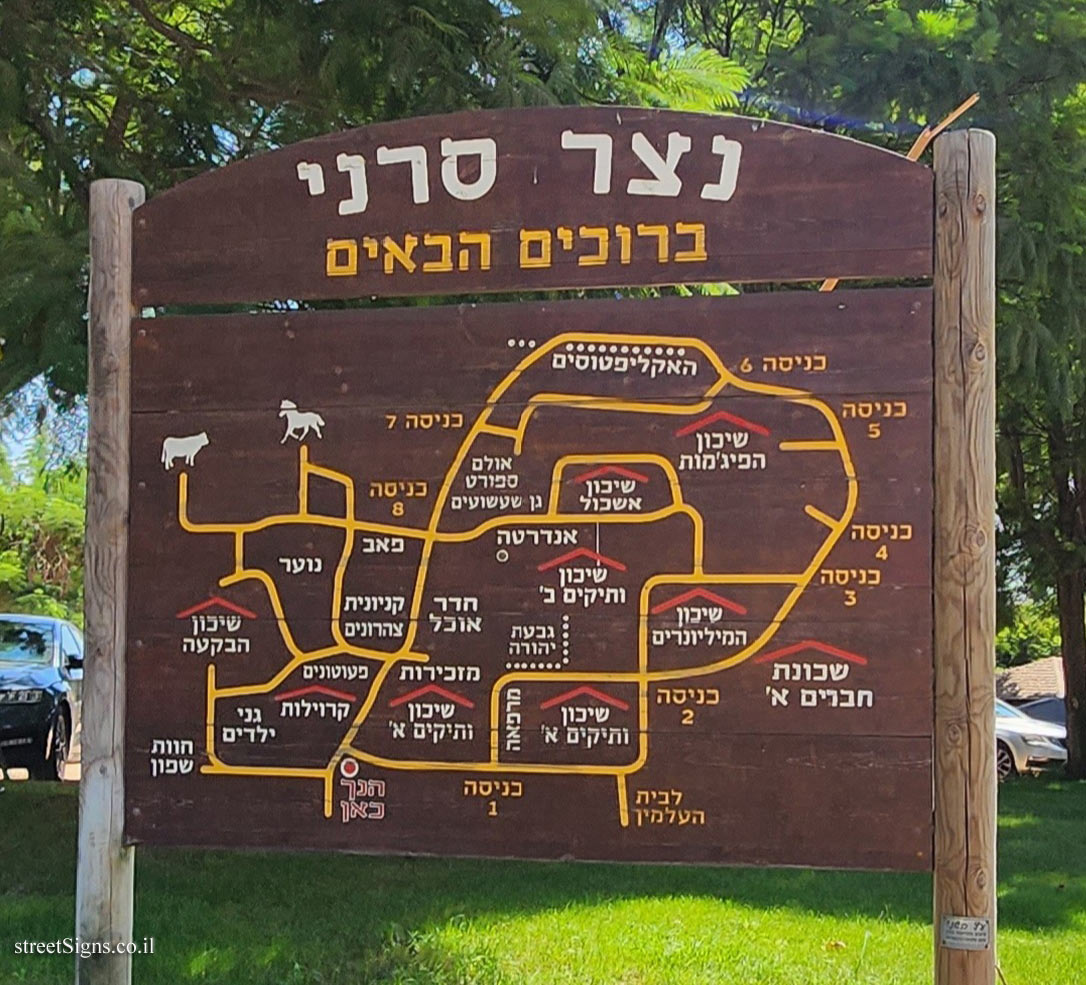 נצר סרני
ברוכים הבאים
האקליפטוסים
כניסה 6
כניסה
5
כניסה 7
שיכון
הפיג'מות
אולם
ספורט
גן שעשועים
שיכון
אשכול
כניסה
8
אנדרטה
כניסה
4
פאב
נוער
שיכון
ותיקים ב'
כניסה
3
שיכון
הבקעה
קניונית
צהרונים
חדר
אוכל
גבעת
יהורה
שיכון
המיליונרים
שכונת
חברים א'
פעוטונים
מזכירות
כניסה
2
גני
ילדים
קרוילות
שיכון
ותיקים א'
מרפאה
שיכון
ותיקים א'
חוות
שפון
הנך
כאן
כניסה
1
לבית
העלמין
streetSigns.co.il